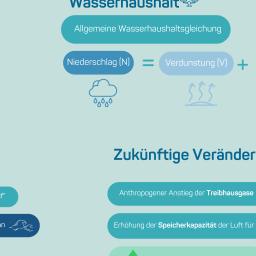 Wasserhaushalt
Allgemeine Wasserhaushaltsgleichung
Niederschlag (N) = Verdunstung (V) +
Zukünftige Veränder
Anthropogener Anstieg der Treibhausgase
Erhöhung der Speicherkapazität der Luft für